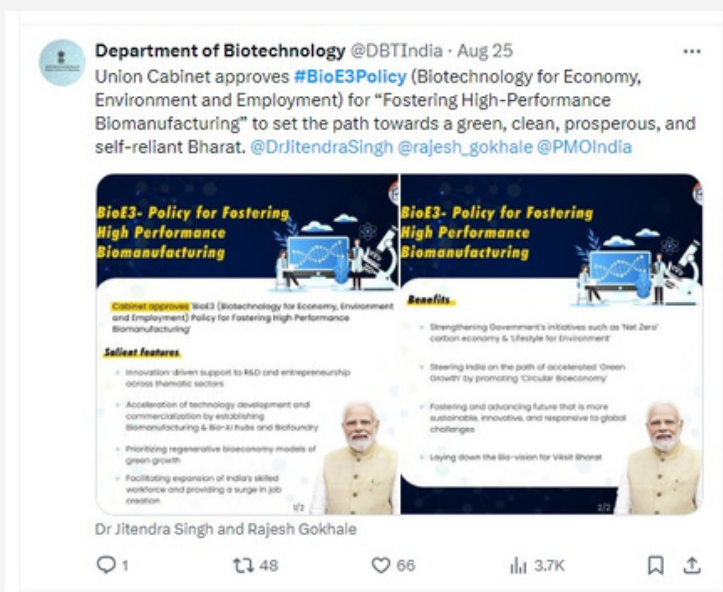 Department of Biotechnology @DBTIndia · Aug 25
Union Cabinet approves #BioE3Policy (Biotechnology for Economy,
Environment and Employment) for “Fostering High-Performance
Biomanufacturing” to set the path towards a green, clean, prosperous, and
self-reliant Bharat. @DrJitendraSingh @rajesh_gokhale @PMOIndia
BioE3- Policy for Fostering
High Performance
Biomanufacturing
Cabinet approves 'BioE3 (Biotechnology for Economy, Environment
and Employment) Policy for Fostering High Performance
Biomanufacturing'
Salient features
Innovation-driven support to R&D and entrepreneurship
across thematic sectors
Acceleration of technology development and
commercialization by establishing
Biomanufacturing & Bio-AI hubs and Biofoundry
Prioritizing regenerative bioeconomy models of
green growth
Facilitating expansion of India's skilled
workforce and providing a surge in job
creation
1/2
BioE3- Policy for Fostering
High Performance
Biomanufacturing
Benefits
Strengthening Government's initiatives such as 'Net Zero'
carbon economy & 'Lifestyle for Environment'
Steering India on the path of accelerated 'Green
Growth' by promoting 'Circular Bioeconomy'
Fostering and advancing future that is more
sustainable, innovative, and responsive to global
challenges
Laying down the Bio-vision for Viksit Bharat
2/2
Dr Jitendra Singh and Rajesh Gokhale
1 48 66 3.7K